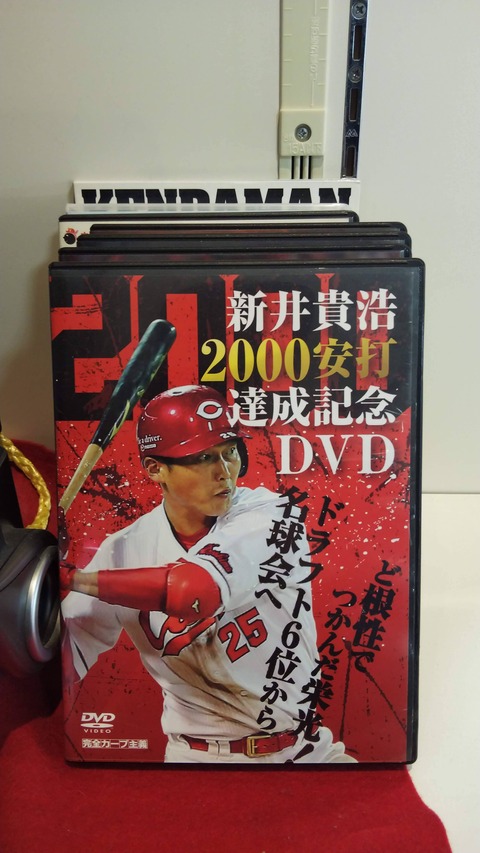 KENDAMAN
新井貴浩
2000安打
達成記念
DVD
ど根性で
つかんだ栄光!
ドラフト6位から
名球会へ
C
25
DVD
VIDEO
完全カープ主義